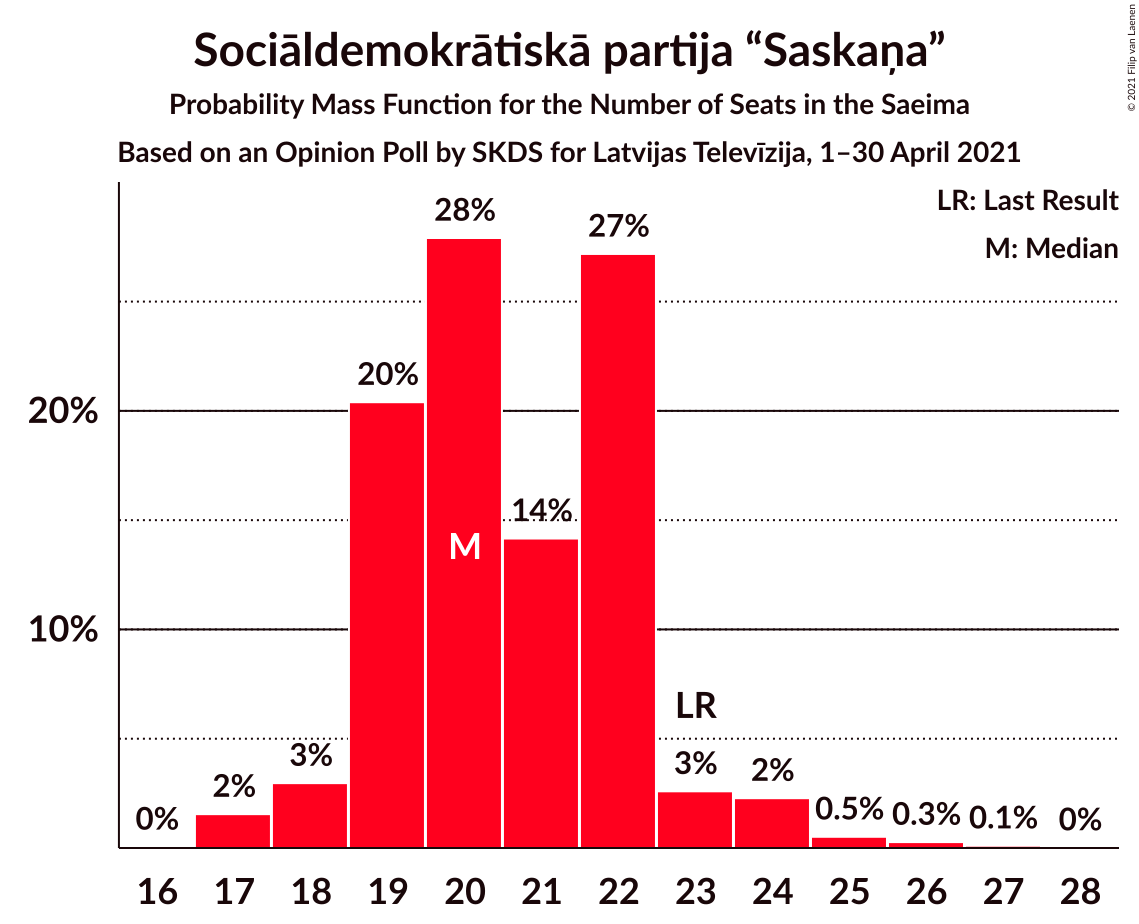 Sociāldemokrātiskā partija “Saskaņa”
Probability Mass Function for the Number of Seats in the Saeima
Based on an Opinion Poll by SKDS for Latvijas Televīzija, 1–30 April 2021
© 2021 Filip van Laenen
LR: Last Result
M: Median
28%
27%
20%
20%
14%
M
10%
LR
3%
3%
2%
2%
0%
0.5%
0.3%
0.1%
0%
16 17 18 19 20 21 22 23 24 25 26 27 28